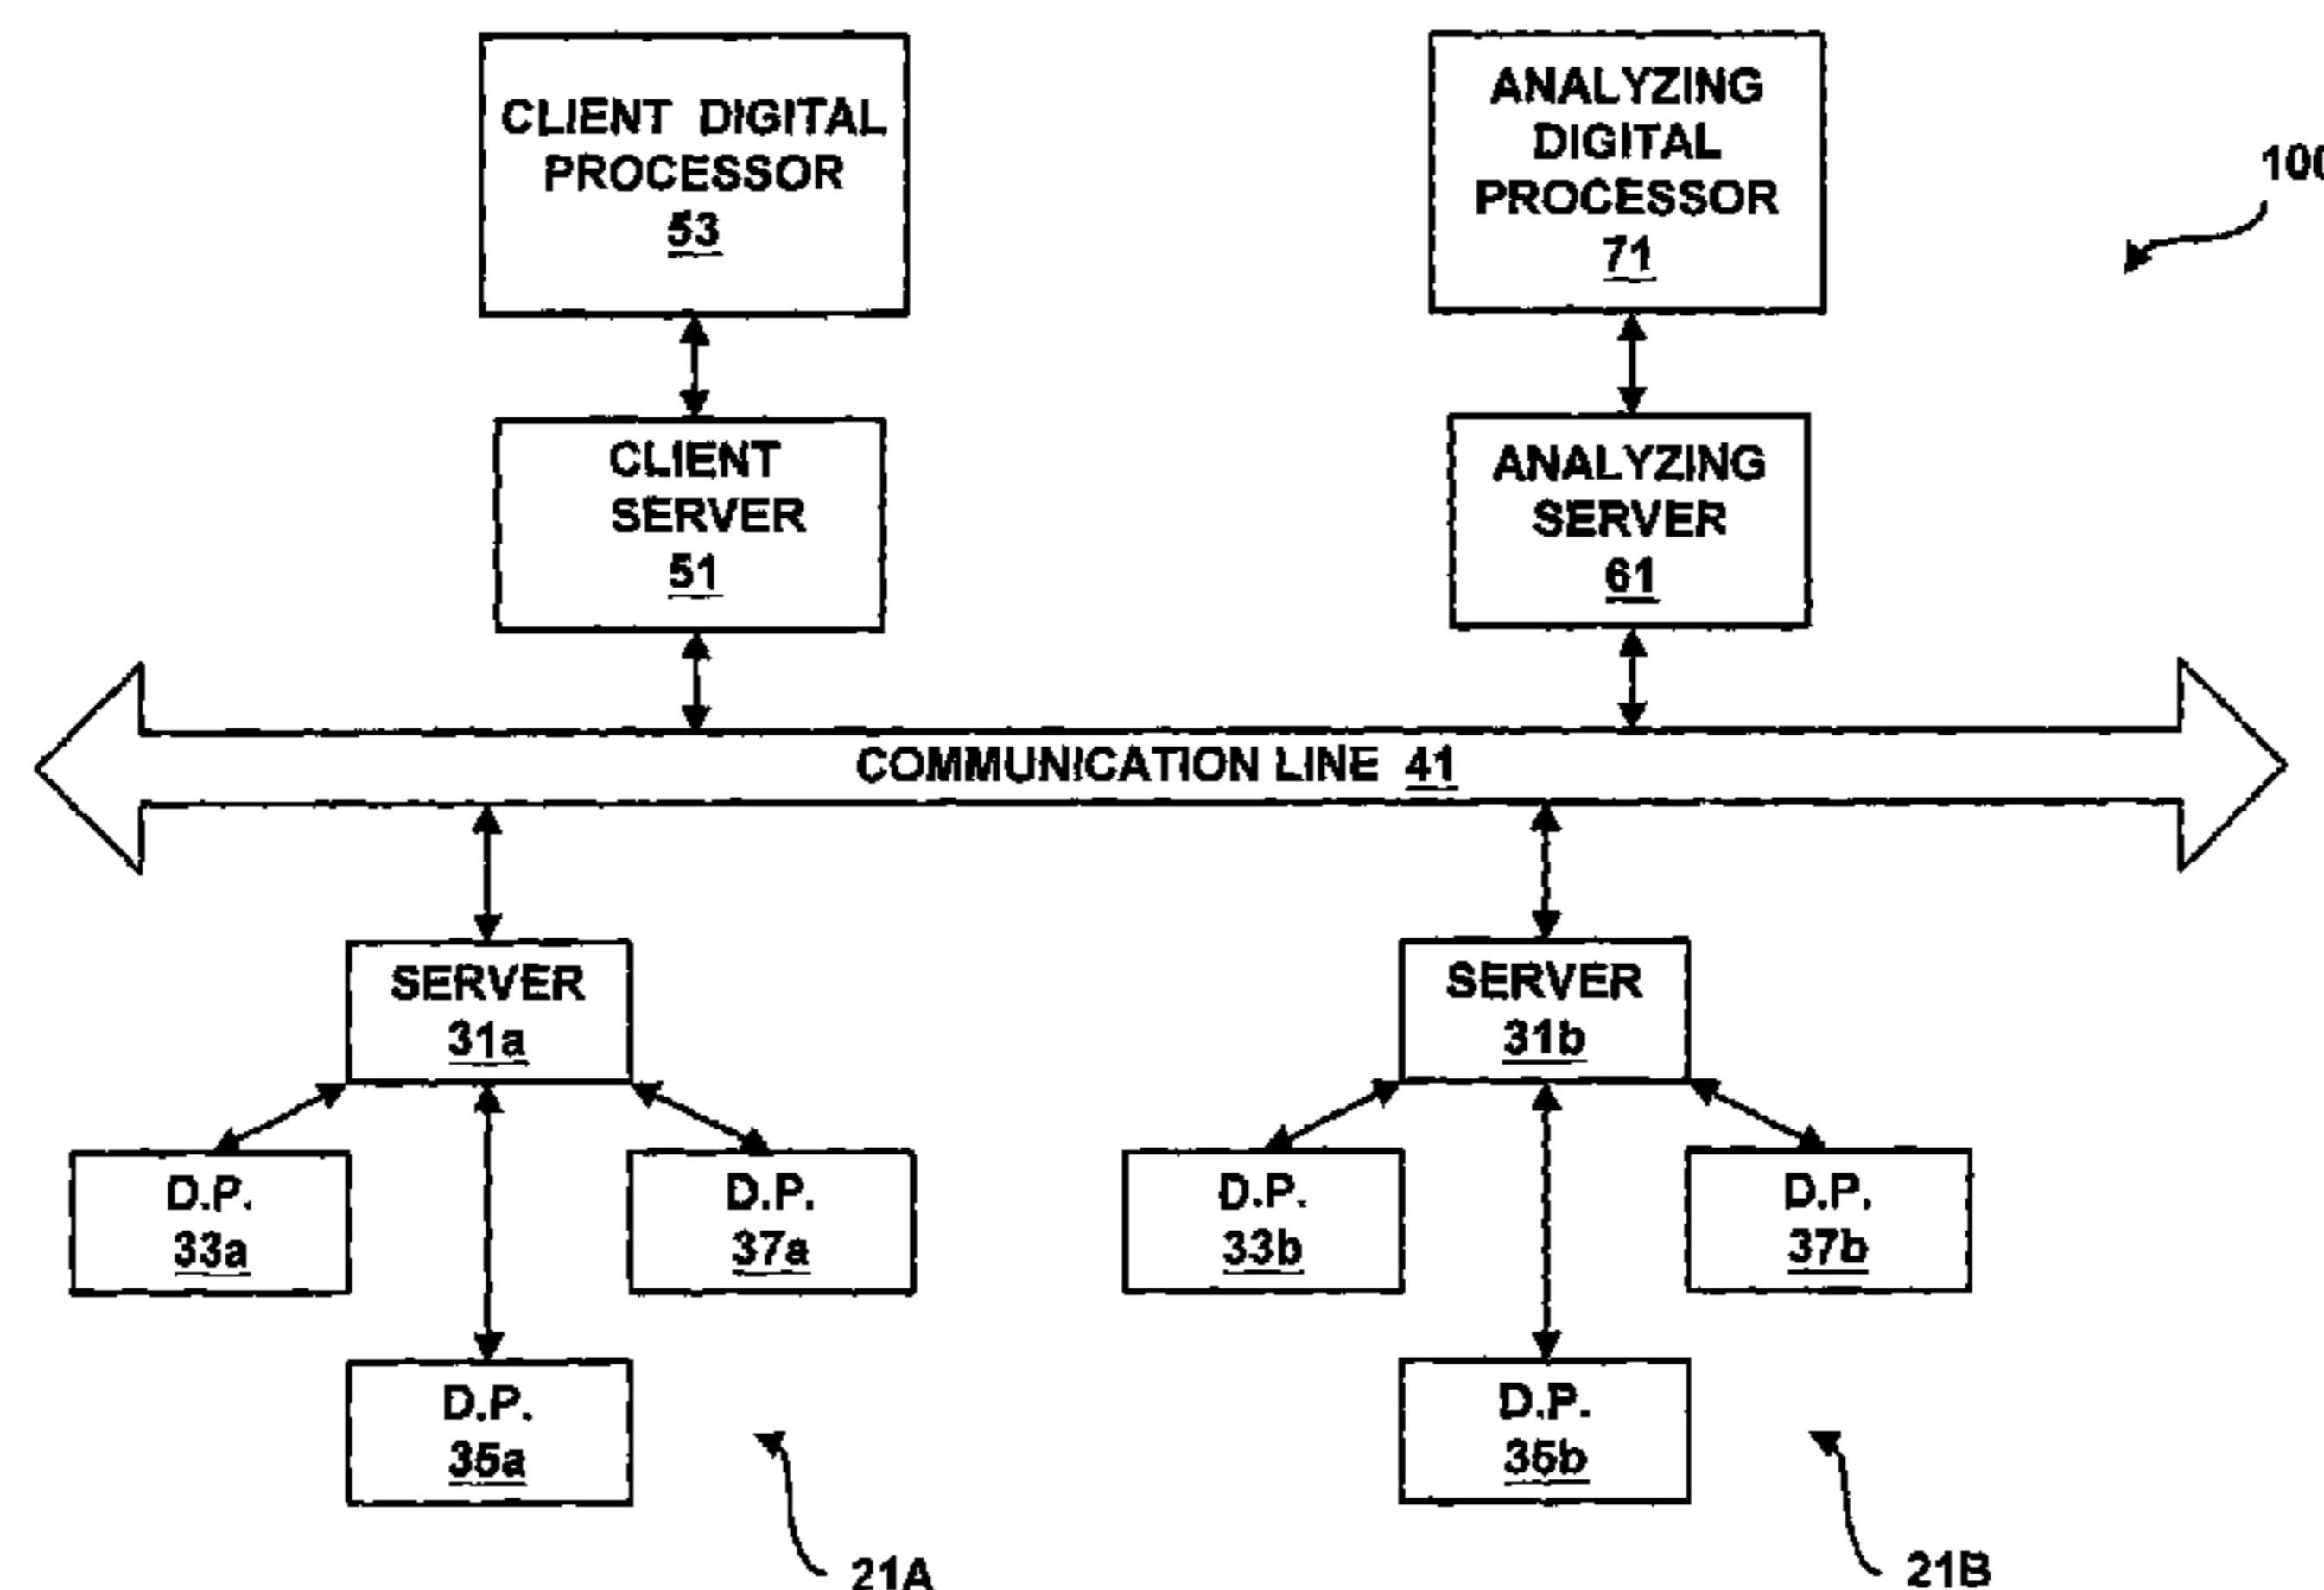 CLIENT DIGITAL
PROCESSOR
53
ANALYZING
DIGITAL
PROCESSOR
71
100
CLIENT
SERVER
51
ANALYZING
SERVER
61
COMMUNICATION LINE 41
SERVER
31a
SERVER
31b
D.P.
33a
D.P.
37a
D.P.
33b
D.P.
37b
D.P.
35a
D.P.
35b
21A
21B